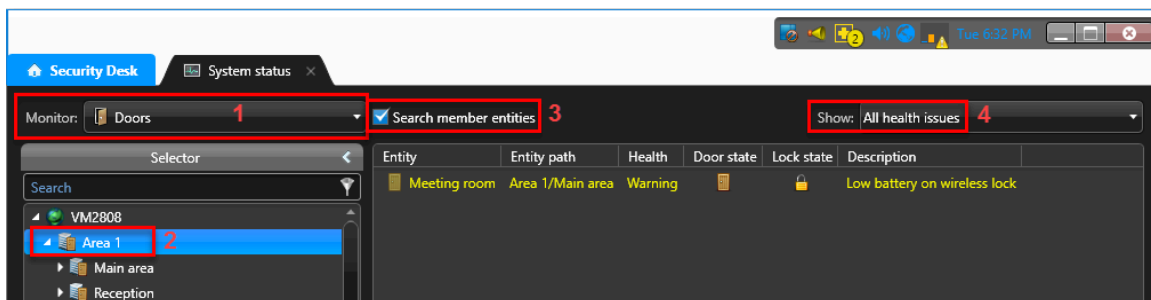 2
Tue 6:32 PM
Security Desk
System status
Monitor: Doors 1
Search member entities 3
Show: All health issues 4
Selector
Entity Entity path Health Door state Lock state Description
Search
Meeting room Area 1/Main area Warning Low battery on wireless lock
VM2808
Area 1 2
Main area
Reception